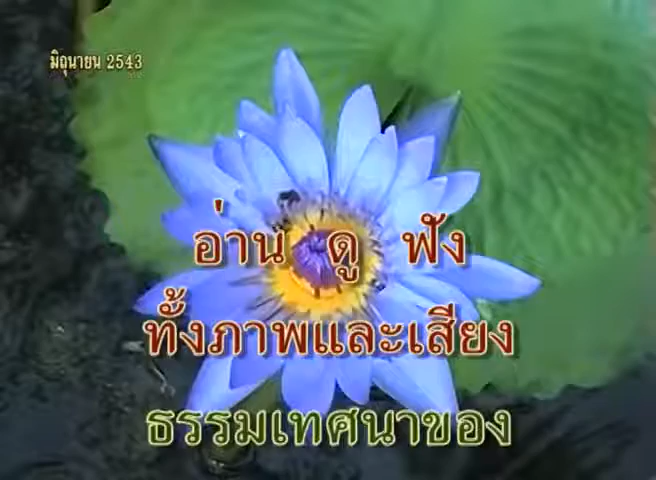 มิถุนายน 2543
อ่าน ดู ฟัง
ทั้งภาพและเสียง
ธรรมเทศนาของ